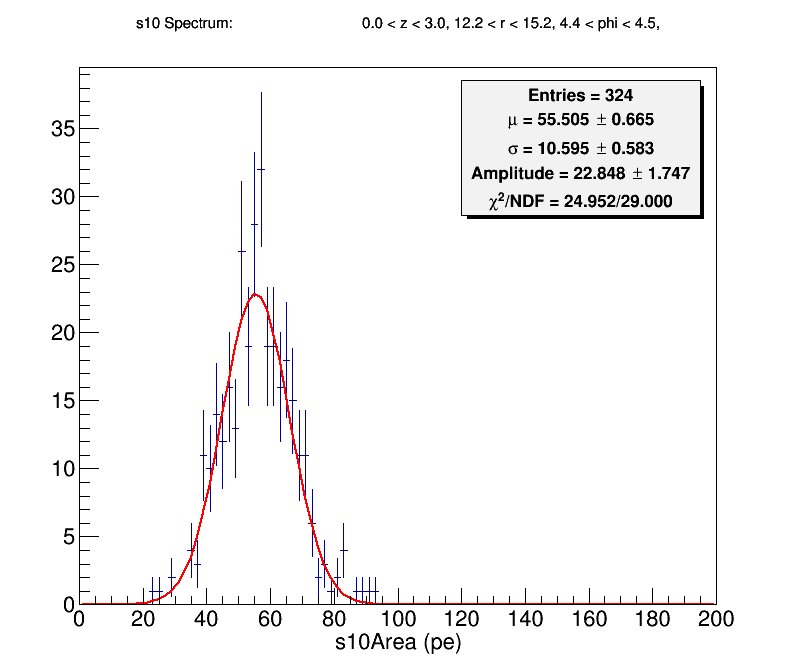 s10 Spectrum: 0.0 < z < 3.0, 12.2 < r < 15.2, 4.4 < phi < 4.5,
Entries = 324
μ = 55.505 ± 0.665
σ = 10.595 ± 0.583
Amplitude = 22.848 ± 1.747
χ²/NDF = 24.952/29.000
35
30
25
20
15
10
5
0
0 20 40 60 80 100 120 140 160 180 200
s10Area (pe)